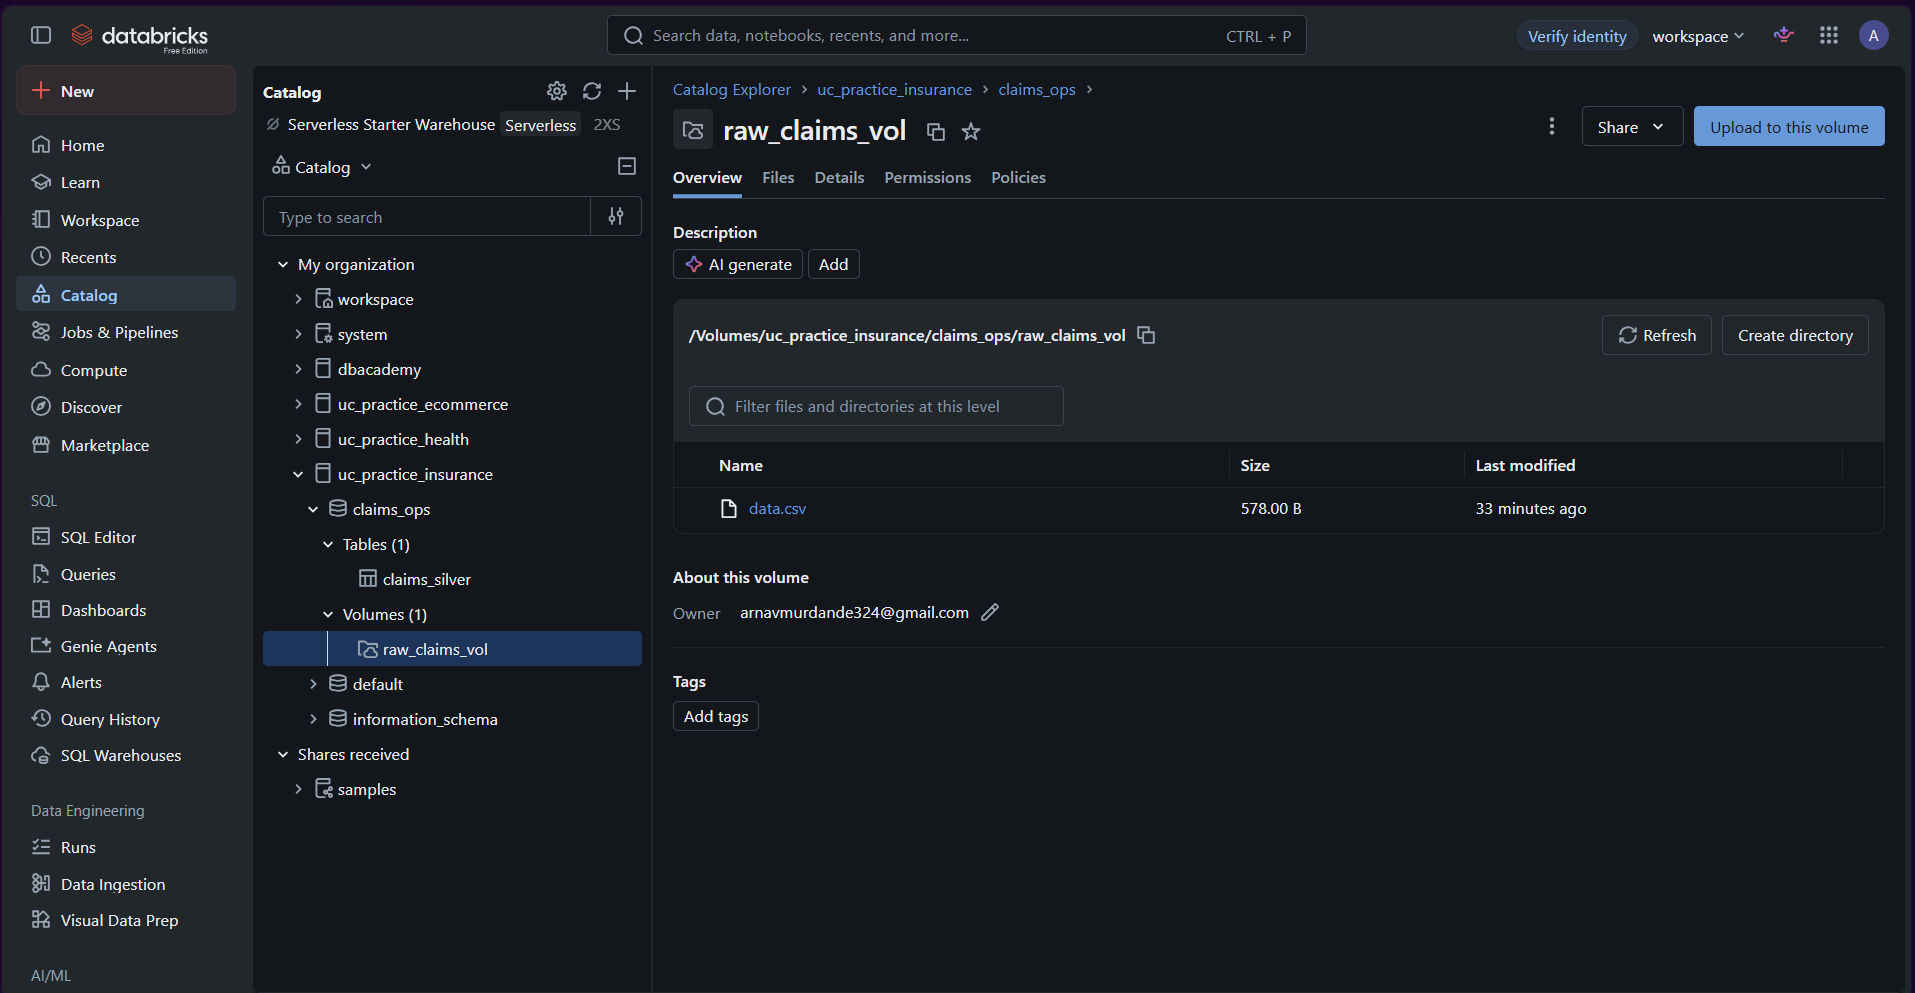 databricks
Free Edition
Search data, notebooks, recents, and more...
CTRL + P
Verify identity
workspace
A
New
Home
Learn
Workspace
Recents
Catalog
Jobs & Pipelines
Compute
Discover
Marketplace
SQL
SQL Editor
Queries
Dashboards
Genie Agents
Alerts
Query History
SQL Warehouses
Data Engineering
Runs
Data Ingestion
Visual Data Prep
AI/ML
Catalog
Serverless Starter Warehouse Serverless 2XS
Catalog
Type to search
My organization
workspace
system
dbacademy
uc_practice_ecommerce
uc_practice_health
uc_practice_insurance
claims_ops
Tables (1)
claims_silver
Volumes (1)
raw_claims_vol
default
information_schema
Shares received
samples
Catalog Explorer > uc_practice_insurance > claims_ops >
raw_claims_vol
Share
Upload to this volume
Overview Files Details Permissions Policies
Description
AI generate Add
/Volumes/uc_practice_insurance/claims_ops/raw_claims_vol
Refresh
Create directory
Filter files and directories at this level
Name Size Last modified
data.csv 578.00 B 33 minutes ago
About this volume
Owner arnavmurdande324@gmail.com
Tags
Add tags